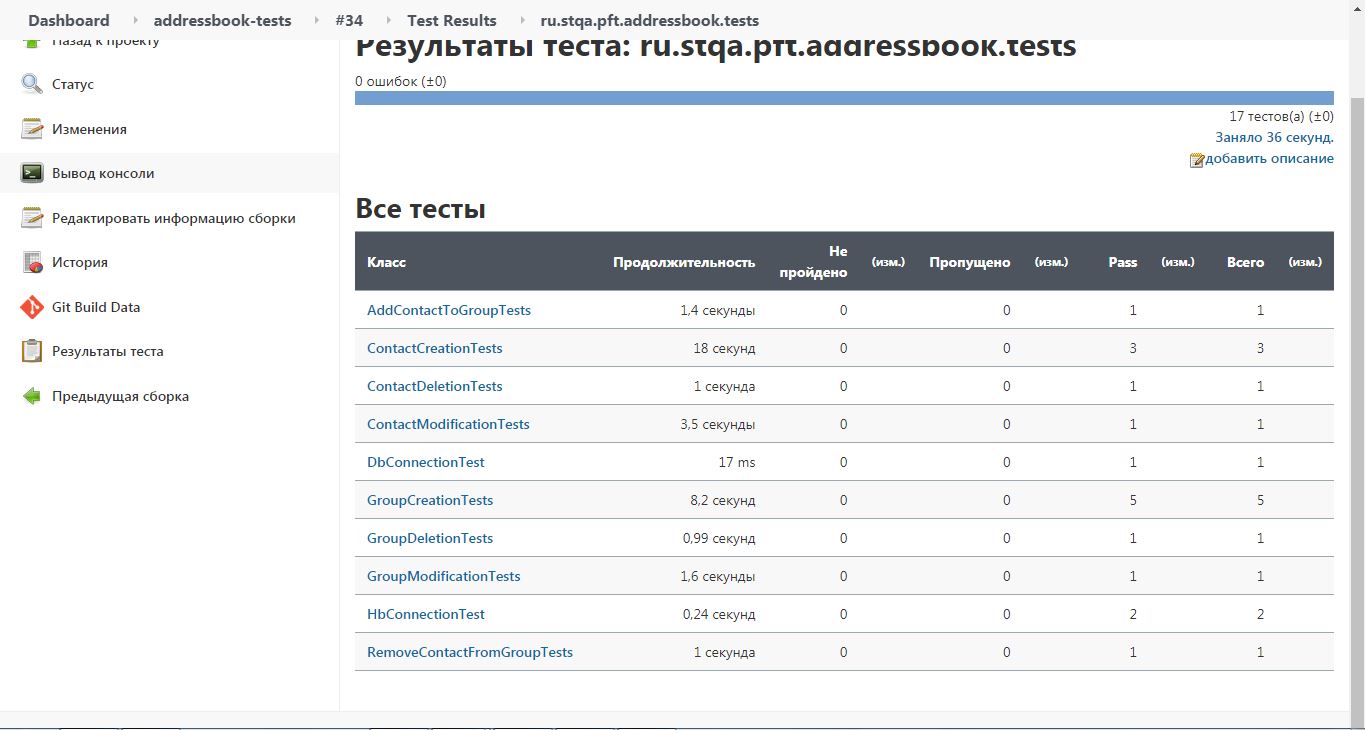 Dashboard addressbook-tests #34 Test Results ru.stqa.pft.addressbook.tests
Назад к проекту
Статус
Изменения
Вывод консоли
Редактировать информацию сборки
История
Git Build Data
Результаты теста
Предыдущая сборка
Результаты теста: ru.stqa.pft.addressbook.tests
0 ошибок (±0)
17 тестов(а) (±0)
Заняло 36 секунд.
добавить описание
Все тесты
Класс Продолжительность Не пройдено (изм.) Пропущено (изм.) Pass (изм.) Всего (изм.)
AddContactToGroupTests 1,4 секунды 0 0 1 1
ContactCreationTests 18 секунд 0 0 3 3
ContactDeletionTests 1 секунда 0 0 1 1
ContactModificationTests 3,5 секунды 0 0 1 1
DbConnectionTest 17 ms 0 0 1 1
GroupCreationTests 8,2 секунд 0 0 5 5
GroupDeletionTests 0,99 секунд 0 0 1 1
GroupModificationTests 1,6 секунды 0 0 1 1
HbConnectionTest 0,24 секунд 0 0 2 2
RemoveContactFromGroupTests 1 секунда 0 0 1 1